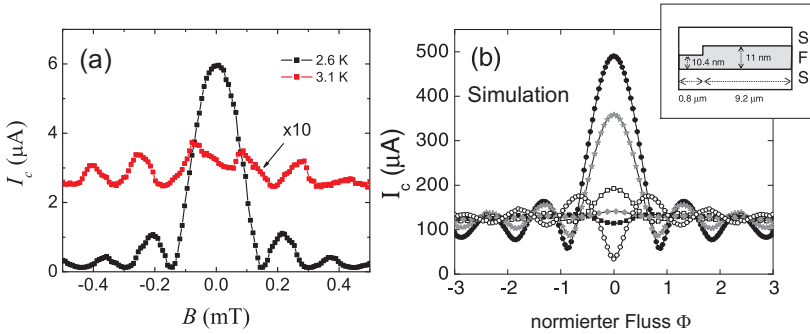 (a)
2.6 K
3.1 K
x10
I_c (μA)
6
4
2
0
-0.4
-0.2
0.0
0.2
0.4
B (mT)
(b)
Simulation
I_c (μA)
500
400
300
200
100
0
-3
-2
-1
0
1
2
3
normierter Fluss Φ
S
F
S
10.4 nm
11 nm
0.8 μm
9.2 μm